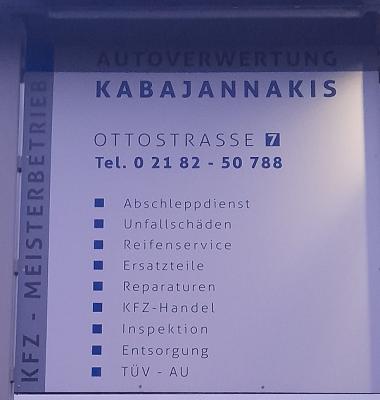 AUTOVERWERTUNG
KABAJANNAKIS
OTTOSTRASSE 7
Tel. 0 21 82 - 50 788
Abschleppdienst
Unfallschäden
Reifenservice
Ersatzteile
Reparaturen
KFZ-Handel
Inspektion
Entsorgung
TÜV - AU
KFZ - MEISTERBETRIEB